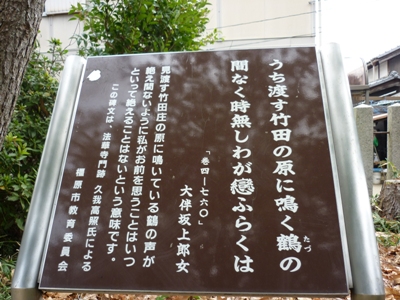 うち渡す竹田の原に鳴く鶴の
たづ
間なく時無しわが戀ふらくは
「巻四ー七六〇」
大伴坂上郎女
見渡す竹田庄の原に鳴いている鶴の声が
絶え間ないように私がお前を思うことはいつ
といって絶えることはないという意味です。
この碑文は、法華寺門跡 久我高照氏による
橿原市教育委員会